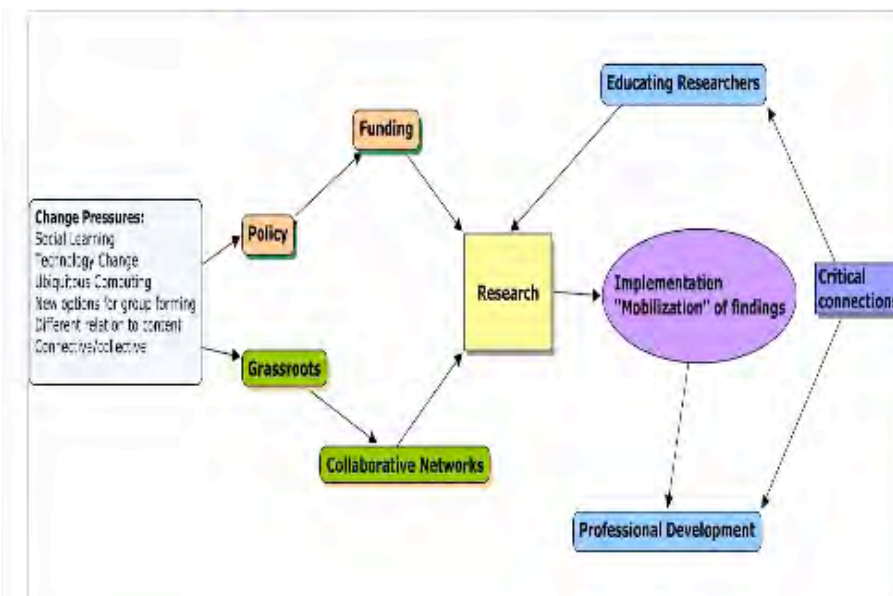 Educating Researchers
Funding
Change Pressures:
Social Learning
Technology Change
Ubiquitous Computing
New options for group forming
Different relation to content
Connective/collective
Policy
Research
Implementation
"Mobilization" of findings
Critical
connections
Grassroots
Collaborative Networks
Professional Development